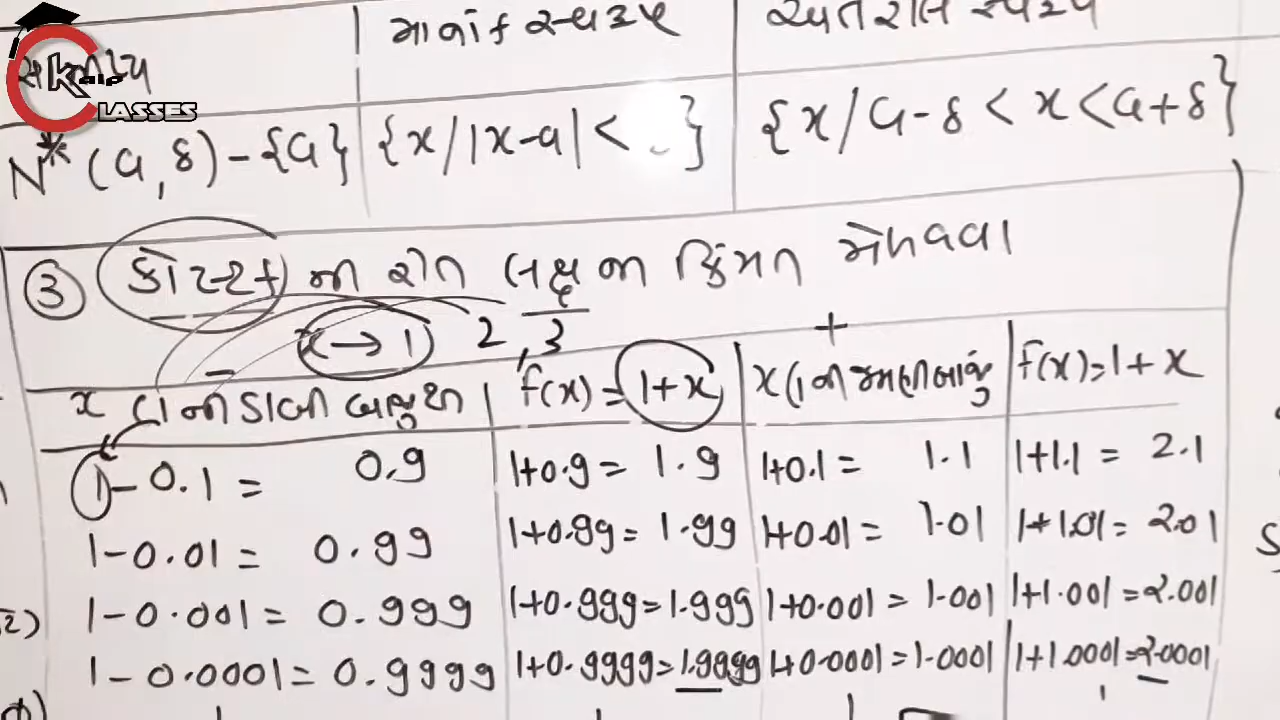 માનાંક સ્વરૂપ
સામાન્ય
CLASSES
N*(a, δ) - {a} {x / |x-a| < } {x / a-δ < x < a+δ}
③ કોષ્ટક ની રીતે લક્ષ ની કિંમત મેળવવી
x → 1 2, 3
- +
x 1 ની ડાબી બાજુથી f(x) = 1+x x 1 ની જમણી બાજુ f(x) = 1+x
1-0.1 = 0.9 1+0.9 = 1.9 1+0.1 = 1.1 1+1.1 = 2.1
1-0.01 = 0.99 1+0.99 = 1.99 1+0.01 = 1.01 1+1.01 = 2.01
1-0.001 = 0.999 1+0.999 = 1.999 1+0.001 = 1.001 1+1.001 = 2.001
1-0.0001 = 0.9999 1+0.9999 = 1.9999 1+0.0001 = 1.0001 1+1.0001 = 2.0001